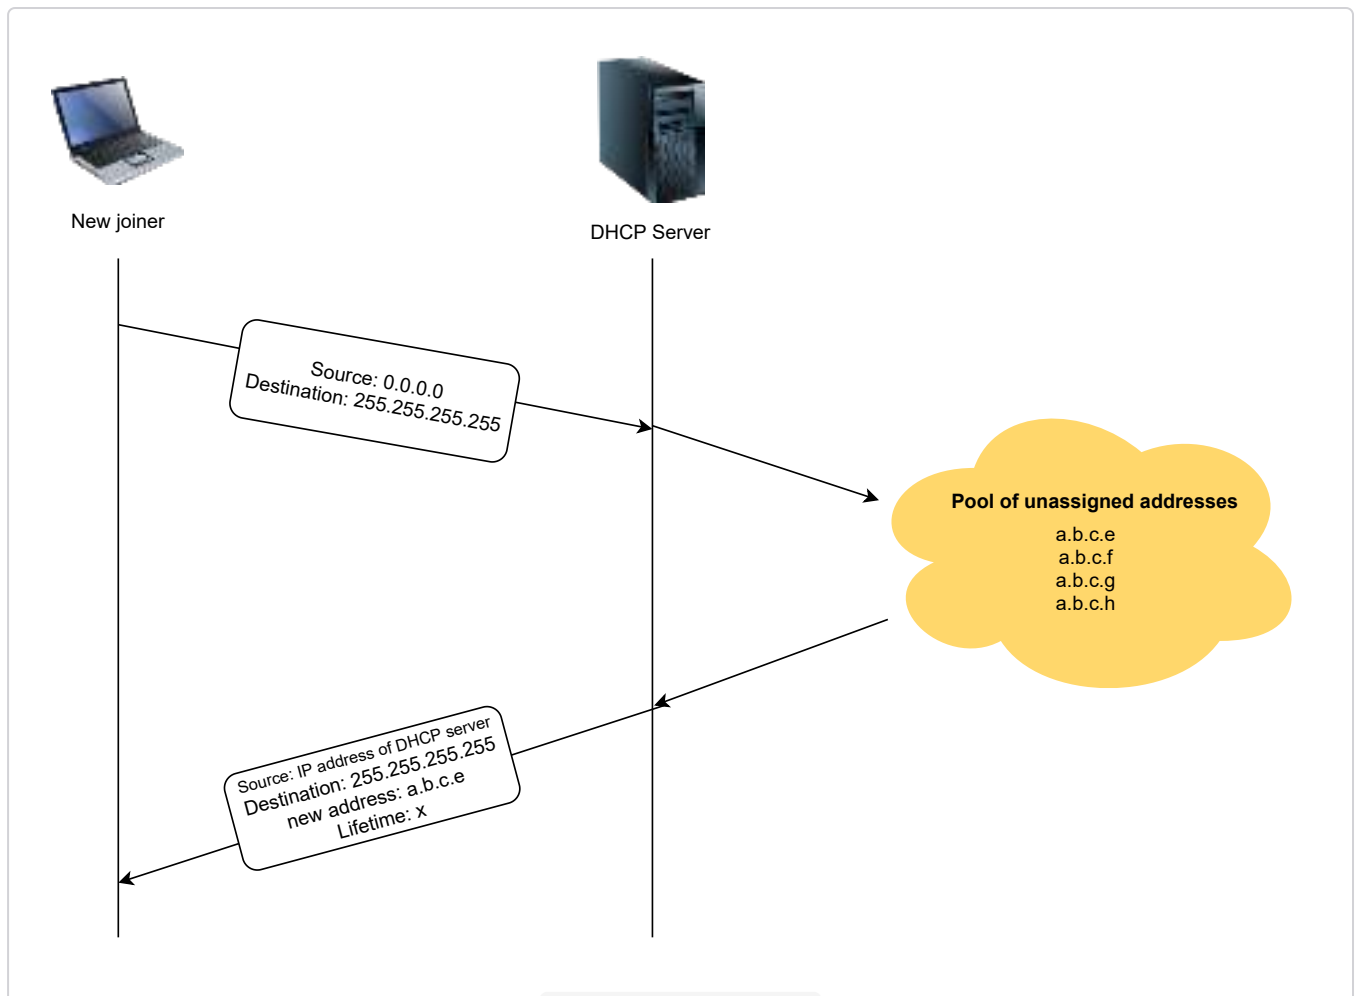 New joiner
DHCP Server
Source: 0.0.0.0
Destination: 255.255.255.255
Pool of unassigned addresses
a.b.c.e
a.b.c.f
a.b.c.g
a.b.c.h
Source: IP address of DHCP server
Destination: 255.255.255.255
new address: a.b.c.e
Lifetime: x